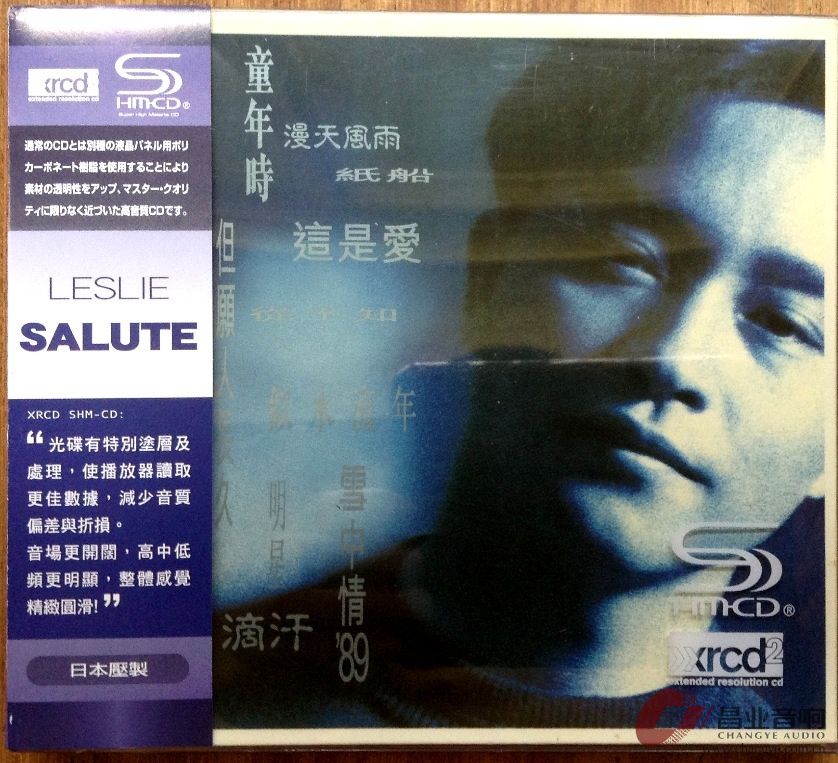 xrcd
extended resolution cd
SHM-CD®
Super High Material CD
通常のCDとは別種の液晶パネル用ポリ
カーボネート樹脂を使用することにより
素材の透明性をアップ、マスター・クオリ
ティに限りなく近づいた高音質CDです。
LESLIE
SALUTE
XRCD SHM-CD:
“光碟有特別塗層及
處理，使播放器讀取
更佳數據，減少音質
偏差與折損。
音場更開闊，高中低
頻更明顯，整體感覺
精緻圓滑!”
日本壓製
童年時
漫天風雨
紙船
這是愛
但願人長久
從不知
似水流年
明星
雪中情'89
滴汗
SHM-CD®
xrcd2
extended resolution cd
昌业音响
CHANGYE AUDIO